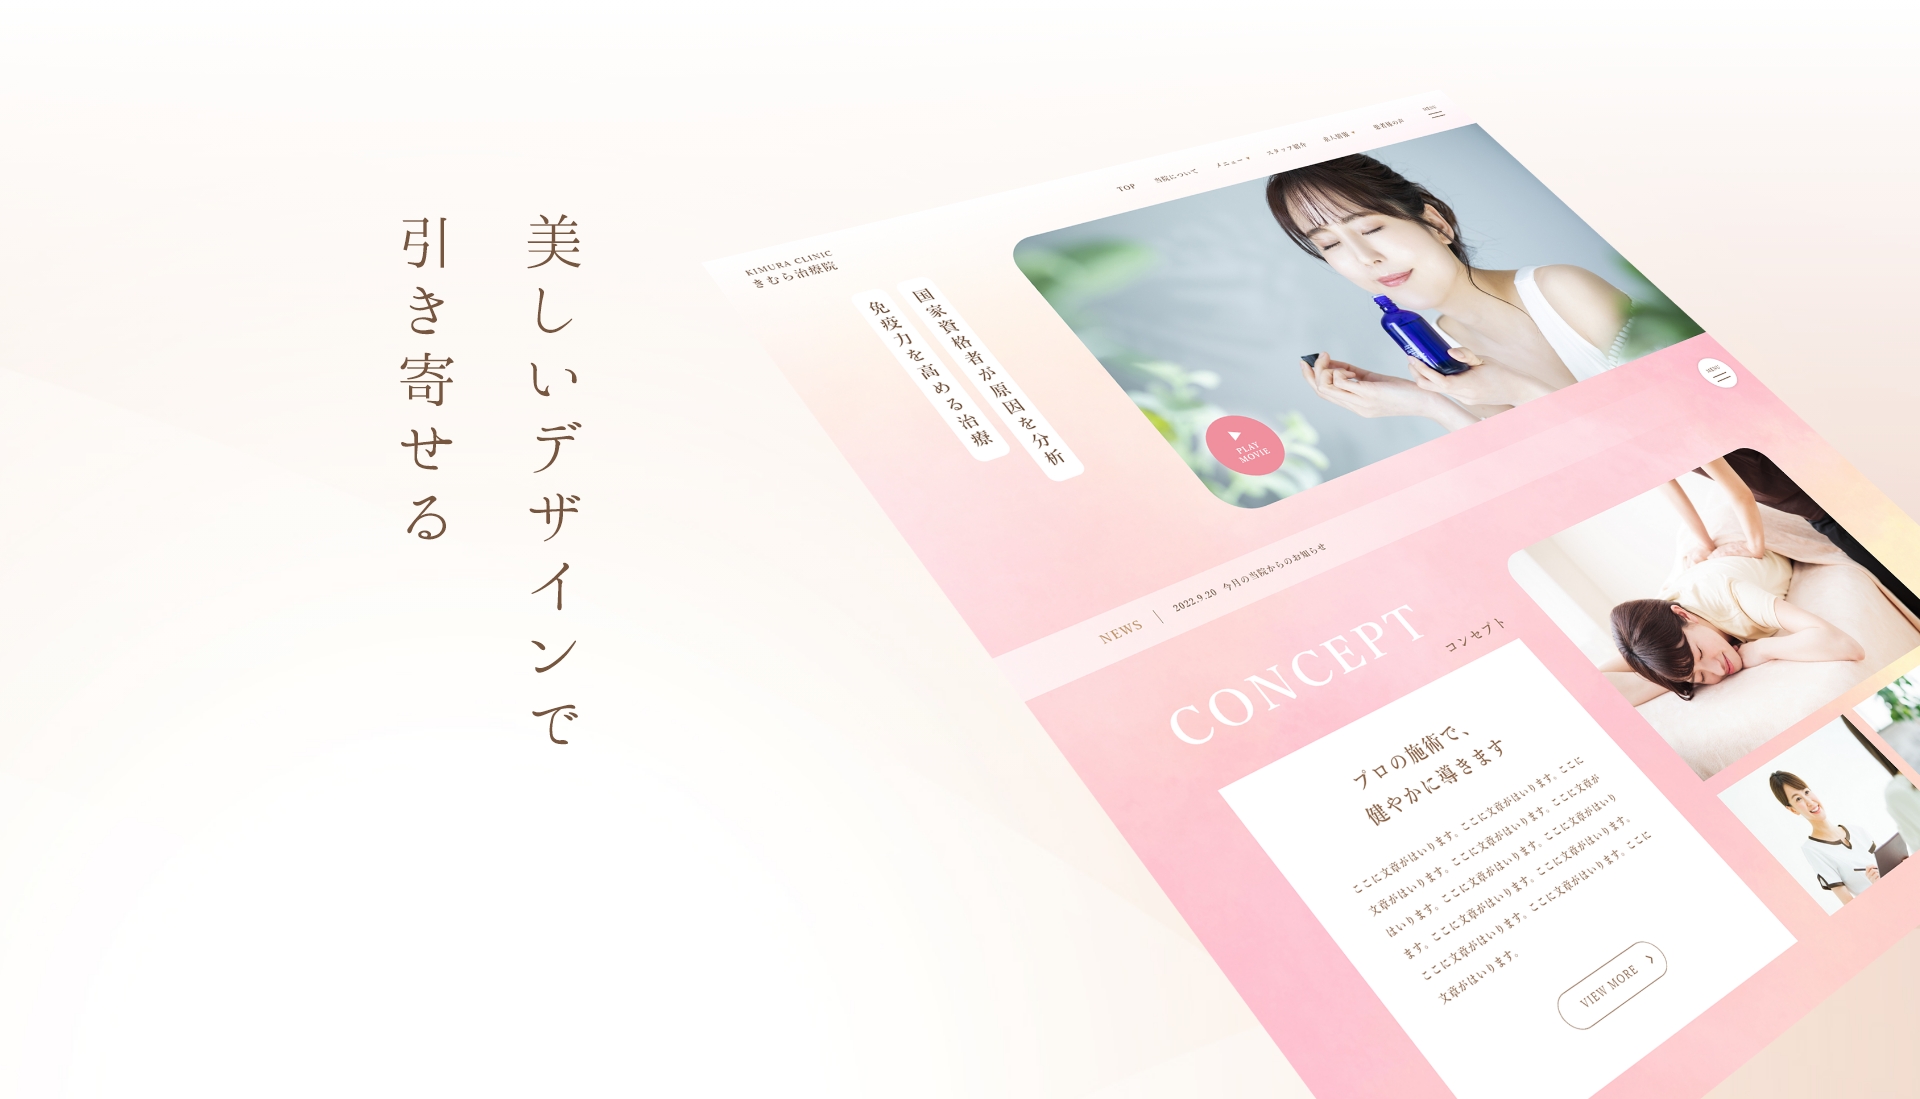 美しいデザインで
引き寄せる
KIMURA CLINIC
きむら治療院
TOP 当院について メニュー スタッフ紹介 求人情報 患者様の声
MENU
国家資格者が原因を分析
免疫力を高める治療
PLAY
MOVIE
MENU
NEWS 2022.9.20 今月の当院からのお知らせ
CONCEPT
コンセプト
プロの施術で、
健やかに導きます
ここに文章がはいります。ここに文章がはいります。ここに
文章がはいります。ここに文章がはいります。ここに文章が
はいります。ここに文章がはいります。ここに文章がはいり
ます。ここに文章がはいります。ここに文章がはいります。
ここに文章がはいります。ここに文章がはいります。ここに
文章がはいります。
VIEW MORE